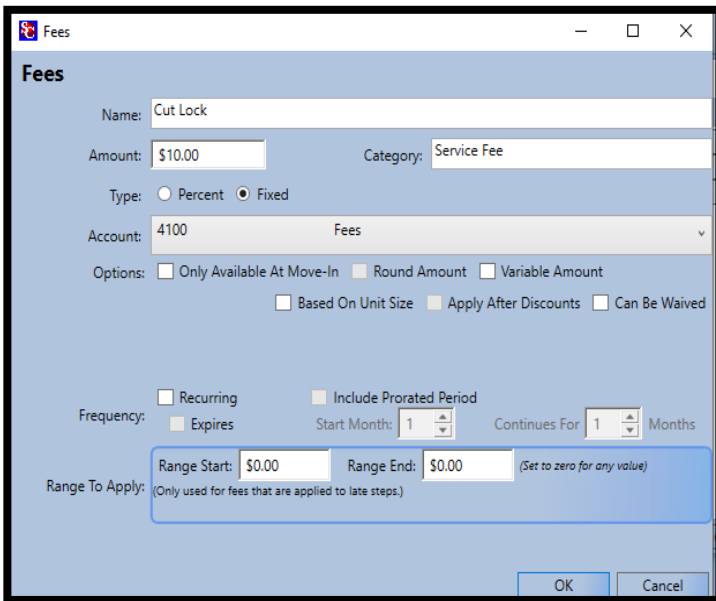 SC Fees
Fees
Name: Cut Lock
Amount: $10.00 Category: Service Fee
Type: Percent Fixed
Account: 4100 Fees
Options: Only Available At Move-In Round Amount Variable Amount
Based On Unit Size Apply After Discounts Can Be Waived
Recurring Include Prorated Period
Frequency: Expires Start Month: 1 Continues For 1 Months
Range Start: $0.00 Range End: $0.00 (Set to zero for any value)
Range To Apply: (Only used for fees that are applied to late steps.)
OK Cancel